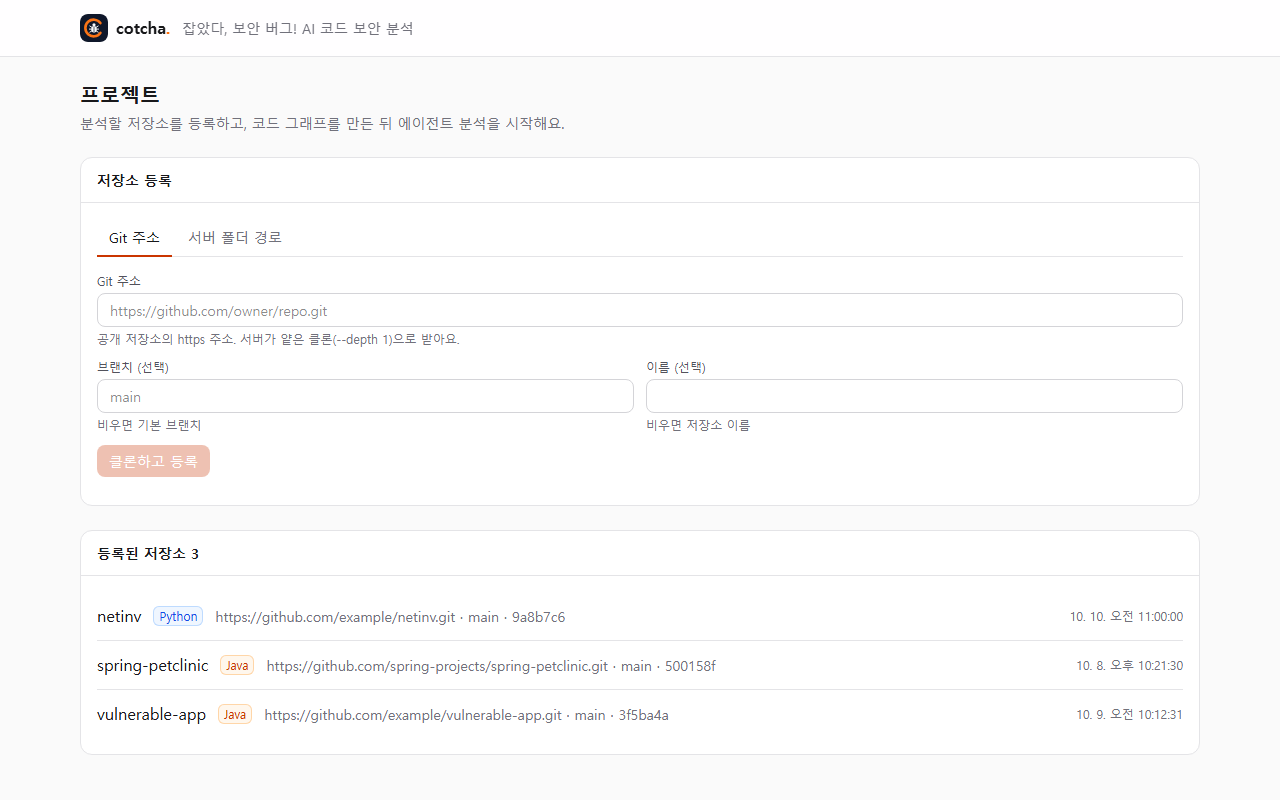 cotcha. 잡았다, 보안 버그! AI 코드 보안 분석
프로젝트
분석할 저장소를 등록하고, 코드 그래프를 만든 뒤 에이전트 분석을 시작해요.
저장소 등록
Git 주소 서버 폴더 경로
Git 주소
https://github.com/owner/repo.git
공개 저장소의 https 주소. 서버가 얕은 클론(--depth 1)으로 받아요.
브랜치 (선택) 이름 (선택)
main
비우면 기본 브랜치 비우면 저장소 이름
클론하고 등록
등록된 저장소 3
netinv Python https://github.com/example/netinv.git · main · 9a8b7c6 10. 10. 오전 11:00:00
spring-petclinic Java https://github.com/spring-projects/spring-petclinic.git · main · 500158f 10. 8. 오후 10:21:30
vulnerable-app Java https://github.com/example/vulnerable-app.git · main · 3f5ba4a 10. 9. 오전 10:12:31